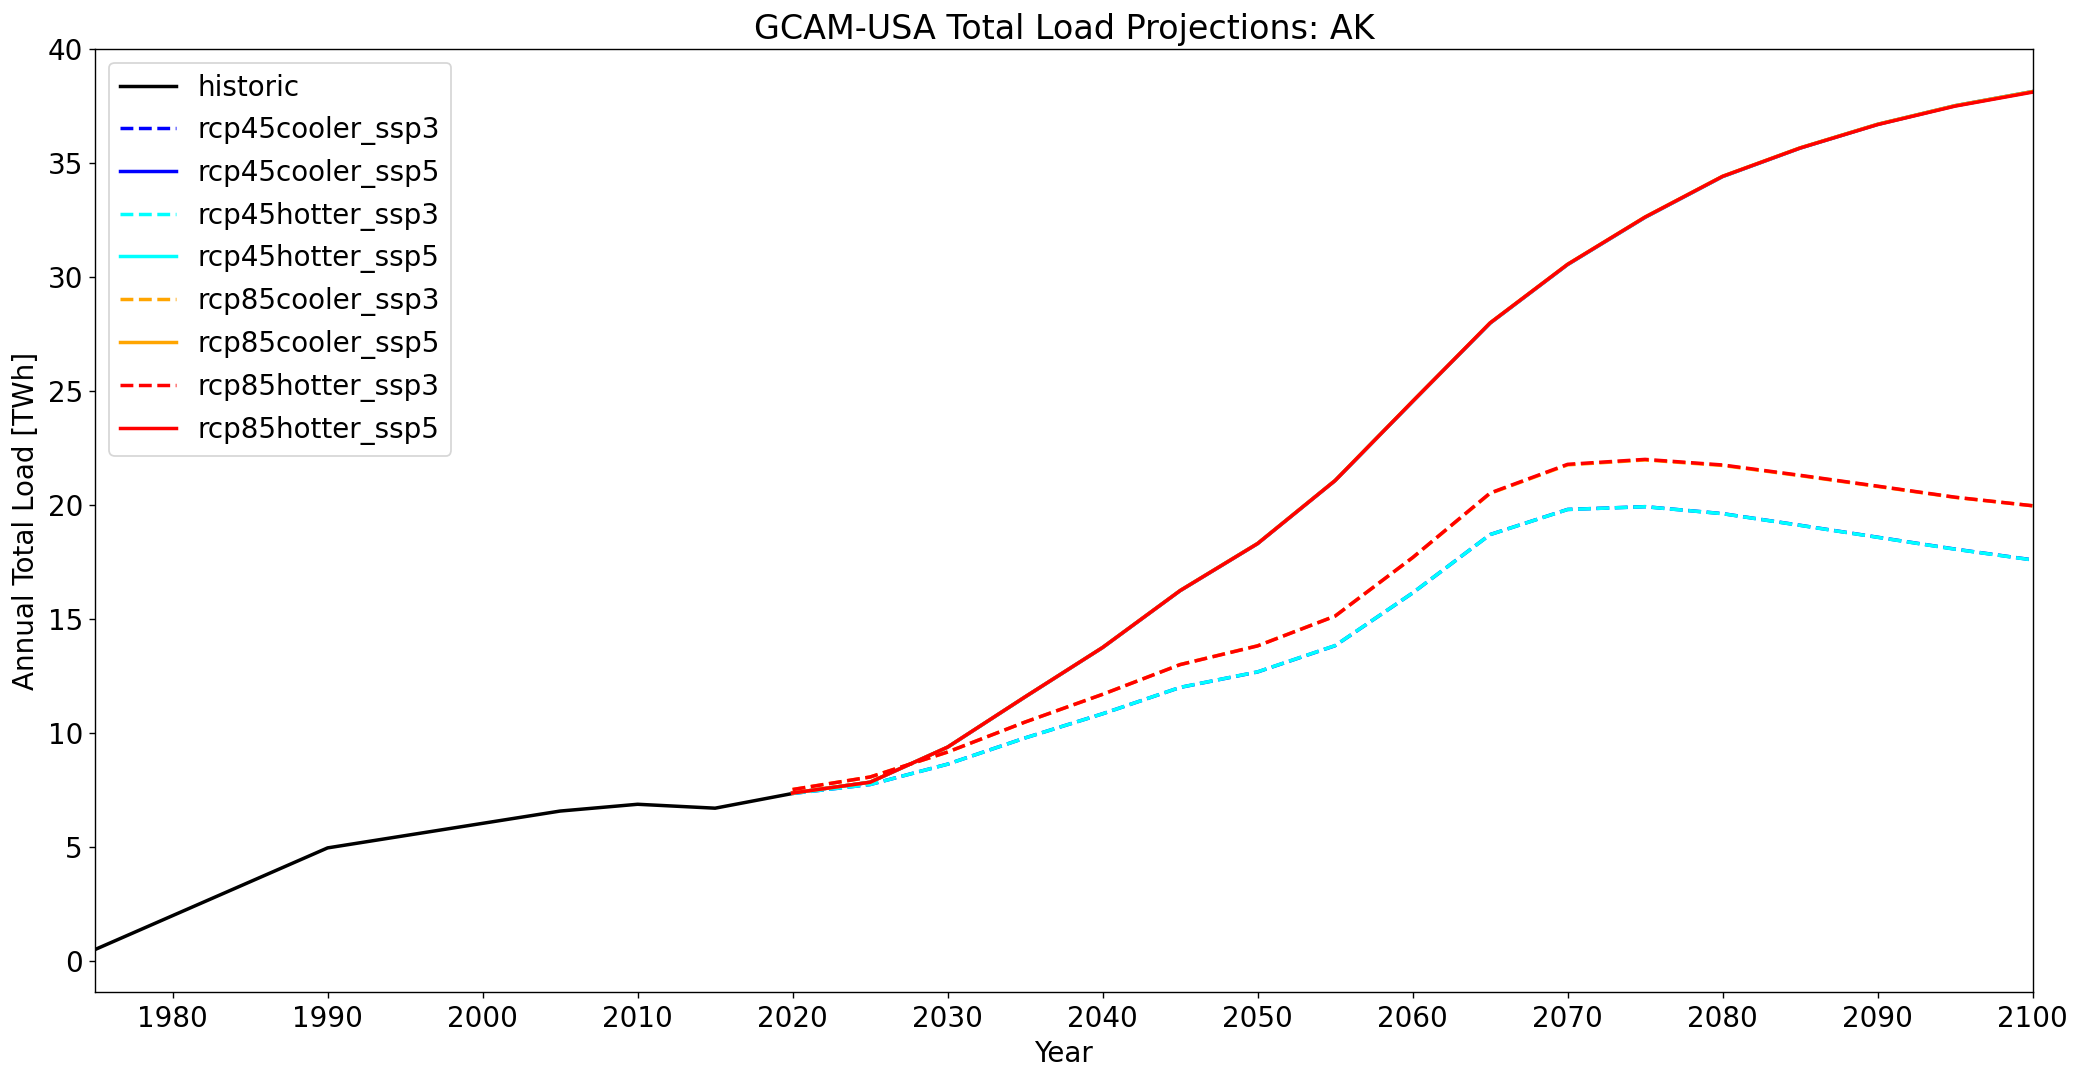 GCAM-USA Total Load Projections: AK
40
35
30
25
20
15
10
5
0
Annual Total Load [TWh]
historic
rcp45cooler_ssp3
rcp45cooler_ssp5
rcp45hotter_ssp3
rcp45hotter_ssp5
rcp85cooler_ssp3
rcp85cooler_ssp5
rcp85hotter_ssp3
rcp85hotter_ssp5
1980 1990 2000 2010 2020 2030 2040 2050 2060 2070 2080 2090 2100
Year